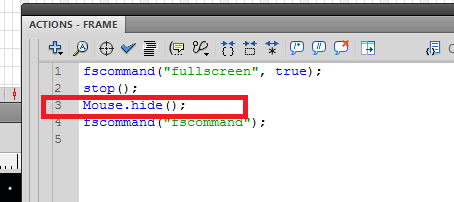 ACTIONS - FRAME
1 fscommand("fullscreen", true);
2 stop();
3 Mouse.hide();
4 fscommand("fscommand");
5